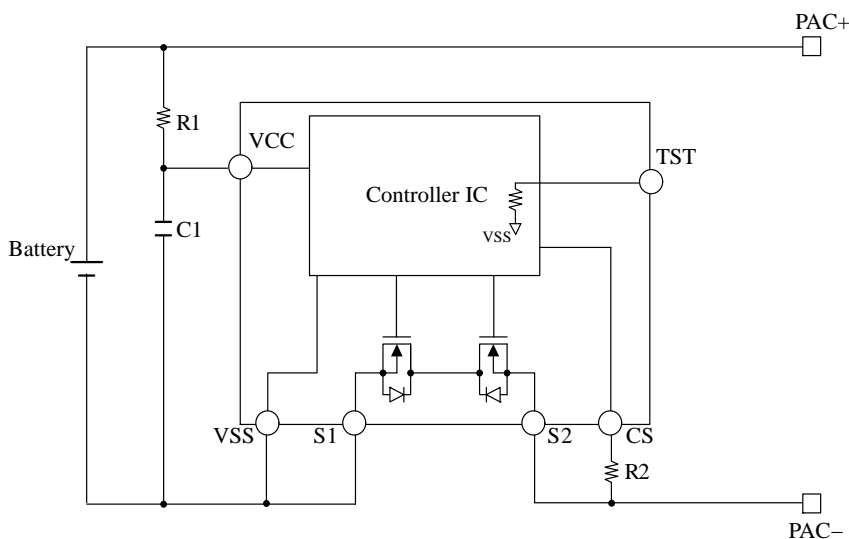 PAC+
R1
VCC
TST
Controller IC
VSS
C1
Battery
VSS
S1
S2
CS
R2
PAC−